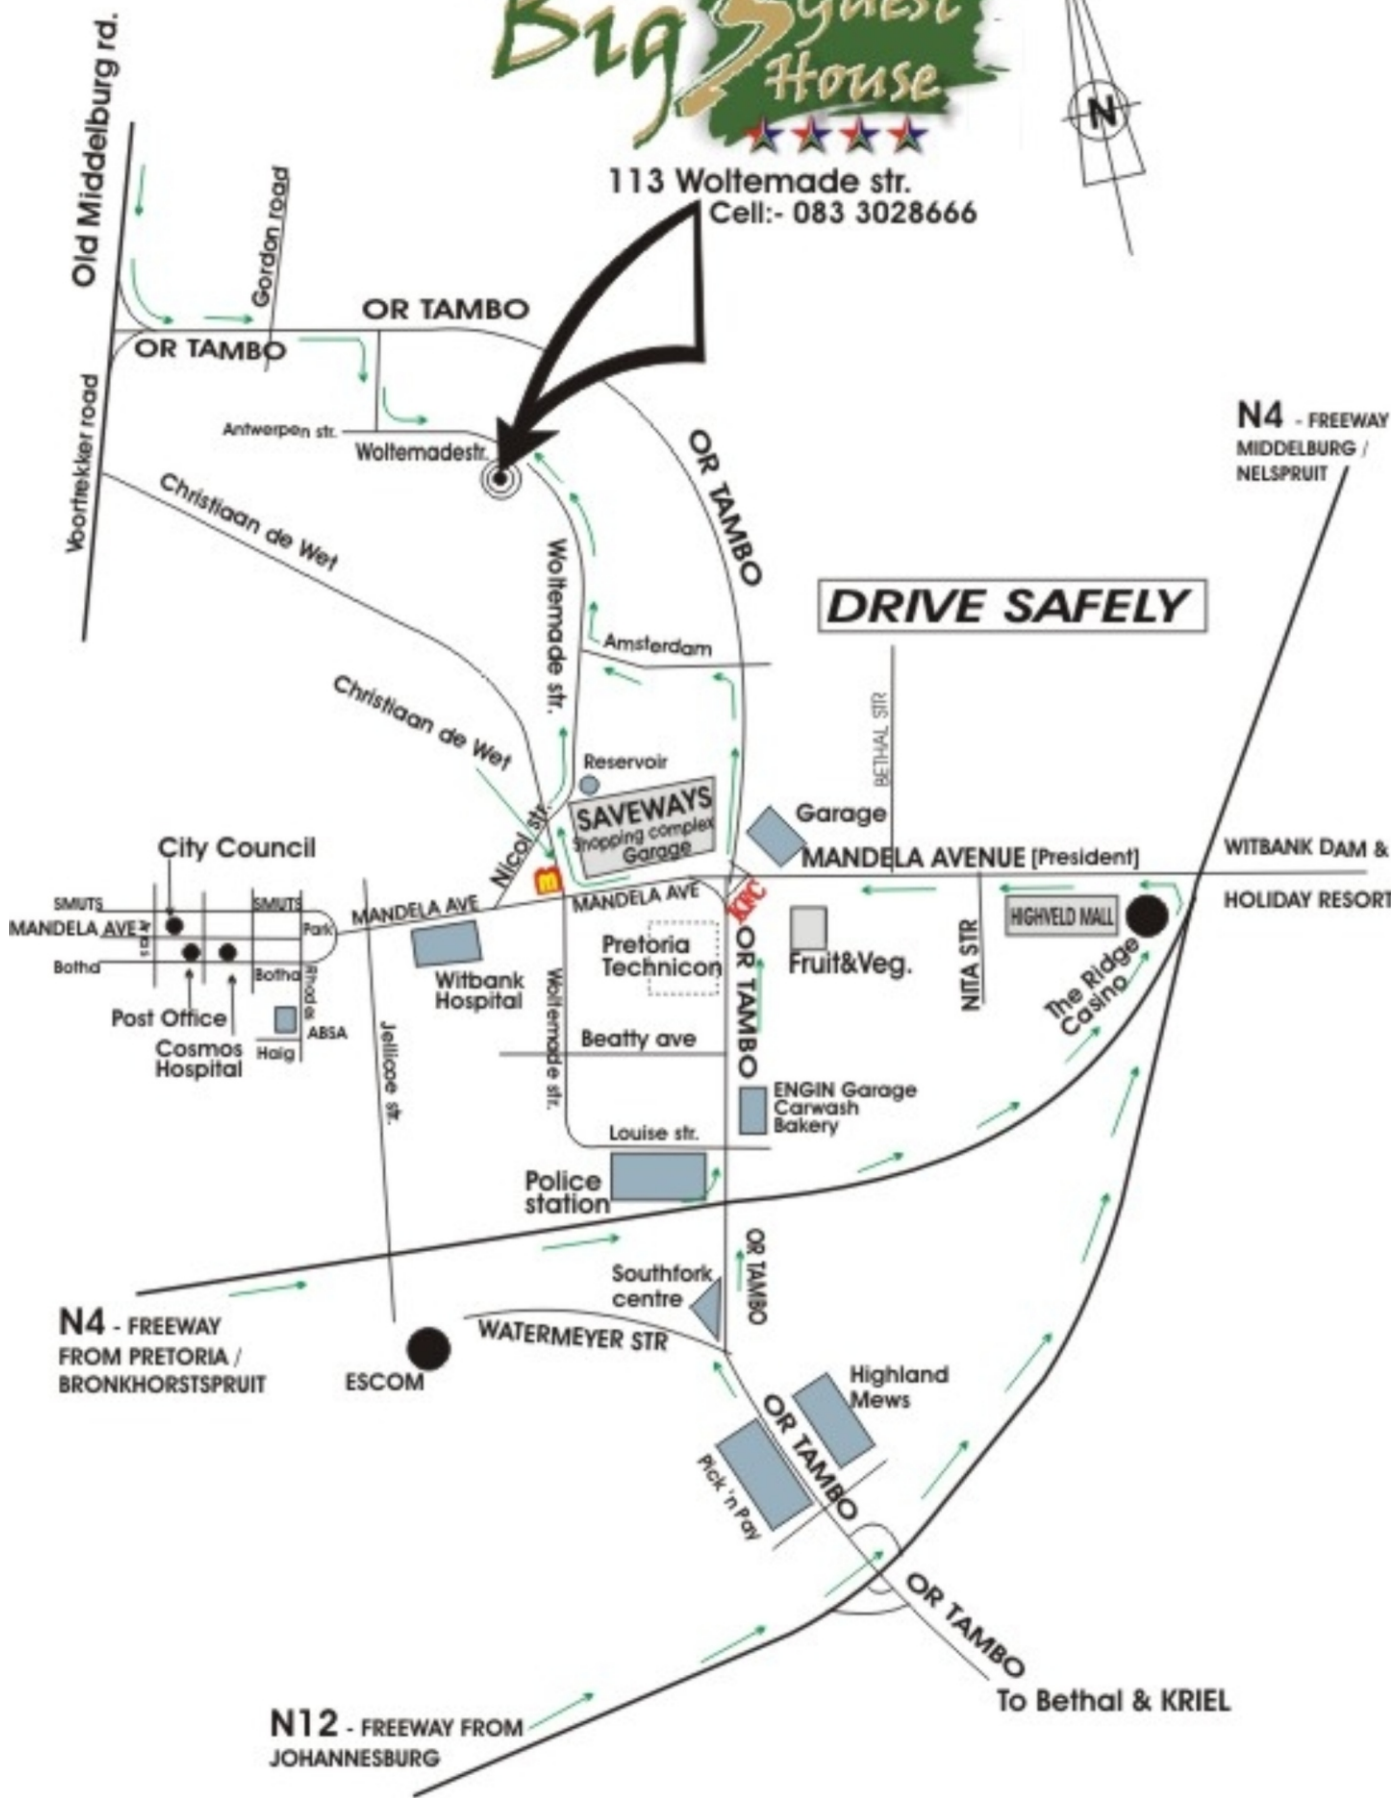 Big 5 Guest
House
N
113 Woltemade str.
Cell:- 083 3028666
Old Middelburg rd.
Gordon road
OR TAMBO
OR TAMBO
Voortrekker road
Antwerpen str.
Woltemadestr.
OR TAMBO
N4 - FREEWAY
MIDDELBURG /
NELSPRUIT
Christiaan de Wet
Woltemade str.
DRIVE SAFELY
Amsterdam
Christiaan de Wet
BETHAL STR
Reservoir
SAVEWAYS
Shopping complex
Garage
Garage
Nicol str.
City Council
MANDELA AVENUE [President]
WITBANK DAM &
HOLIDAY RESORT
m
MANDELA AVE
KFC
SMUTS
SMUTS
MANDELA AVE
MANDELA AVE
Aras
Park
HIGHVELD MALL
Botha
Botha
Rhodes
Witbank
Hospital
Pretoria
Technicon
OR TAMBO
Fruit&Veg.
NITA STR
The Ridge
Casino
Post Office
ABSA
Cosmos
Hospital
Haig
Jellicoe str.
Woltemade str.
Beatty ave
ENGIN Garage
Carwash
Bakery
Louise str.
Police
station
OR TAMBO
Southfork
centre
N4 - FREEWAY
FROM PRETORIA /
BRONKHORSTSPRUIT
WATERMEYER STR
ESCOM
Highland
Mews
OR TAMBO
Pick 'n Pay
OR TAMBO
To Bethal & KRIEL
N12 - FREEWAY FROM
JOHANNESBURG